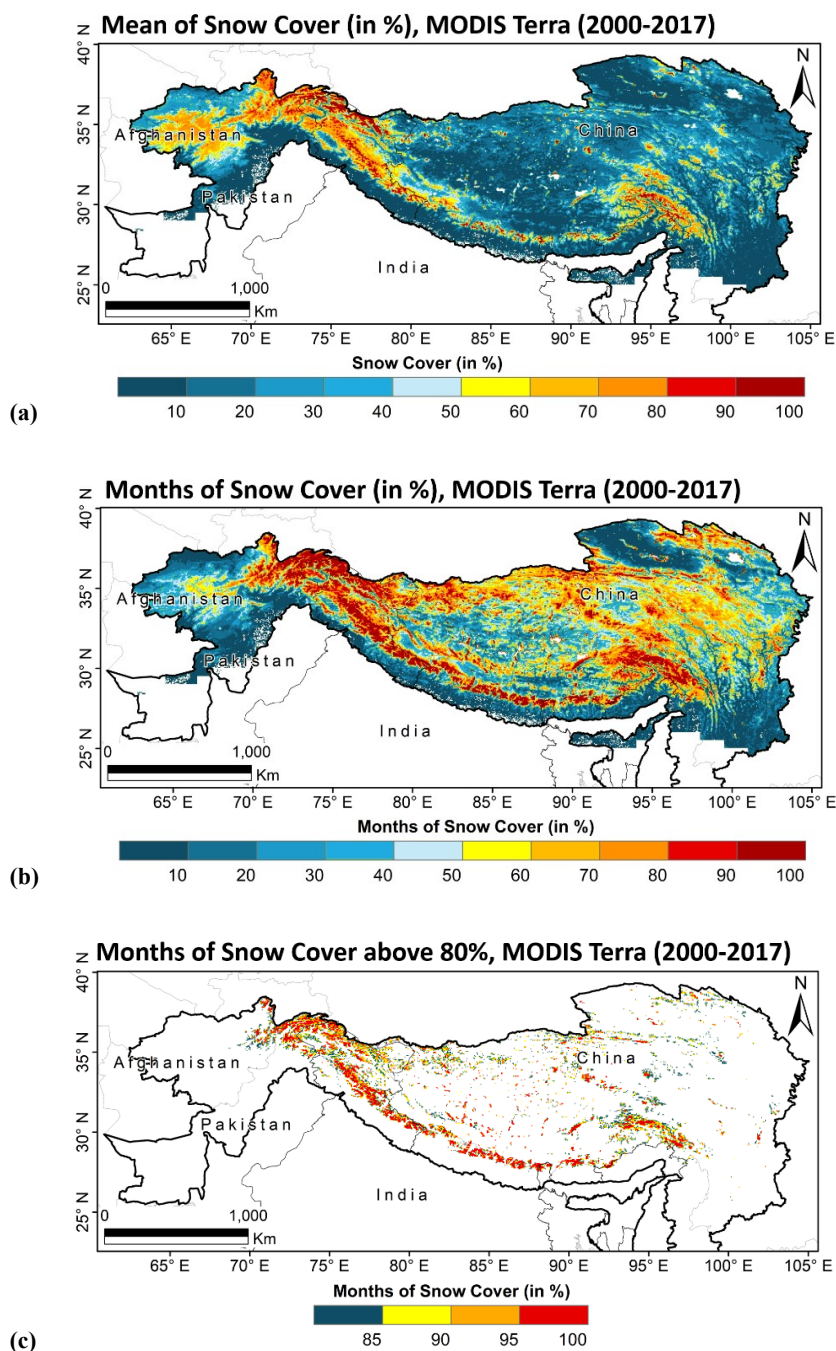 Mean of Snow Cover (in %), MODIS Terra (2000-2017)
40° N
35° N
30° N
25° N
N
Afghanistan
China
Pakistan
India
0 1,000
Km
65° E 70° E 75° E 80° E 85° E 90° E 95° E 100° E 105° E
Snow Cover (in %)
10 20 30 40 50 60 70 80 90 100
(a)
Months of Snow Cover (in %), MODIS Terra (2000-2017)
40° N
35° N
30° N
25° N
N
Afghanistan
China
Pakistan
India
0 1,000
Km
65° E 70° E 75° E 80° E 85° E 90° E 95° E 100° E 105° E
Months of Snow Cover (in %)
10 20 30 40 50 60 70 80 90 100
(b)
Months of Snow Cover above 80%, MODIS Terra (2000-2017)
40° N
35° N
30° N
25° N
N
Afghanistan
China
Pakistan
India
0 1,000
Km
65° E 70° E 75° E 80° E 85° E 90° E 95° E 100° E 105° E
Months of Snow Cover (in %)
85 90 95 100
(c)